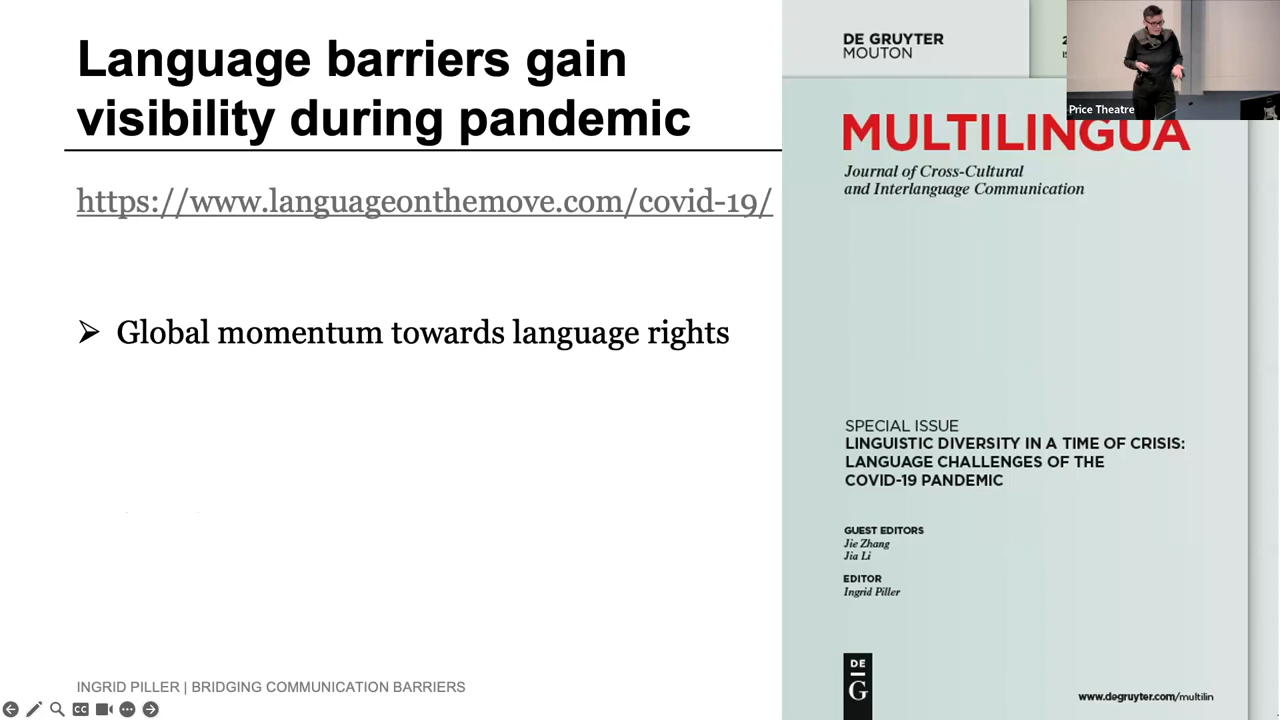 Language barriers gain
visibility during pandemic
https://www.languageonthemove.com/covid-19/
➢ Global momentum towards language rights
INGRID PILLER | BRIDGING COMMUNICATION BARRIERS
DE GRUYTER
MOUTON
Price Theatre
MULTILINGUA
Journal of Cross-Cultural
and Interlanguage Communication
SPECIAL ISSUE
LINGUISTIC DIVERSITY IN A TIME OF CRISIS:
LANGUAGE CHALLENGES OF THE
COVID-19 PANDEMIC
GUEST EDITORS
Jie Zhang
Jia Li
EDITOR
Ingrid Piller
DE
G
www.degruyter.com/multilin